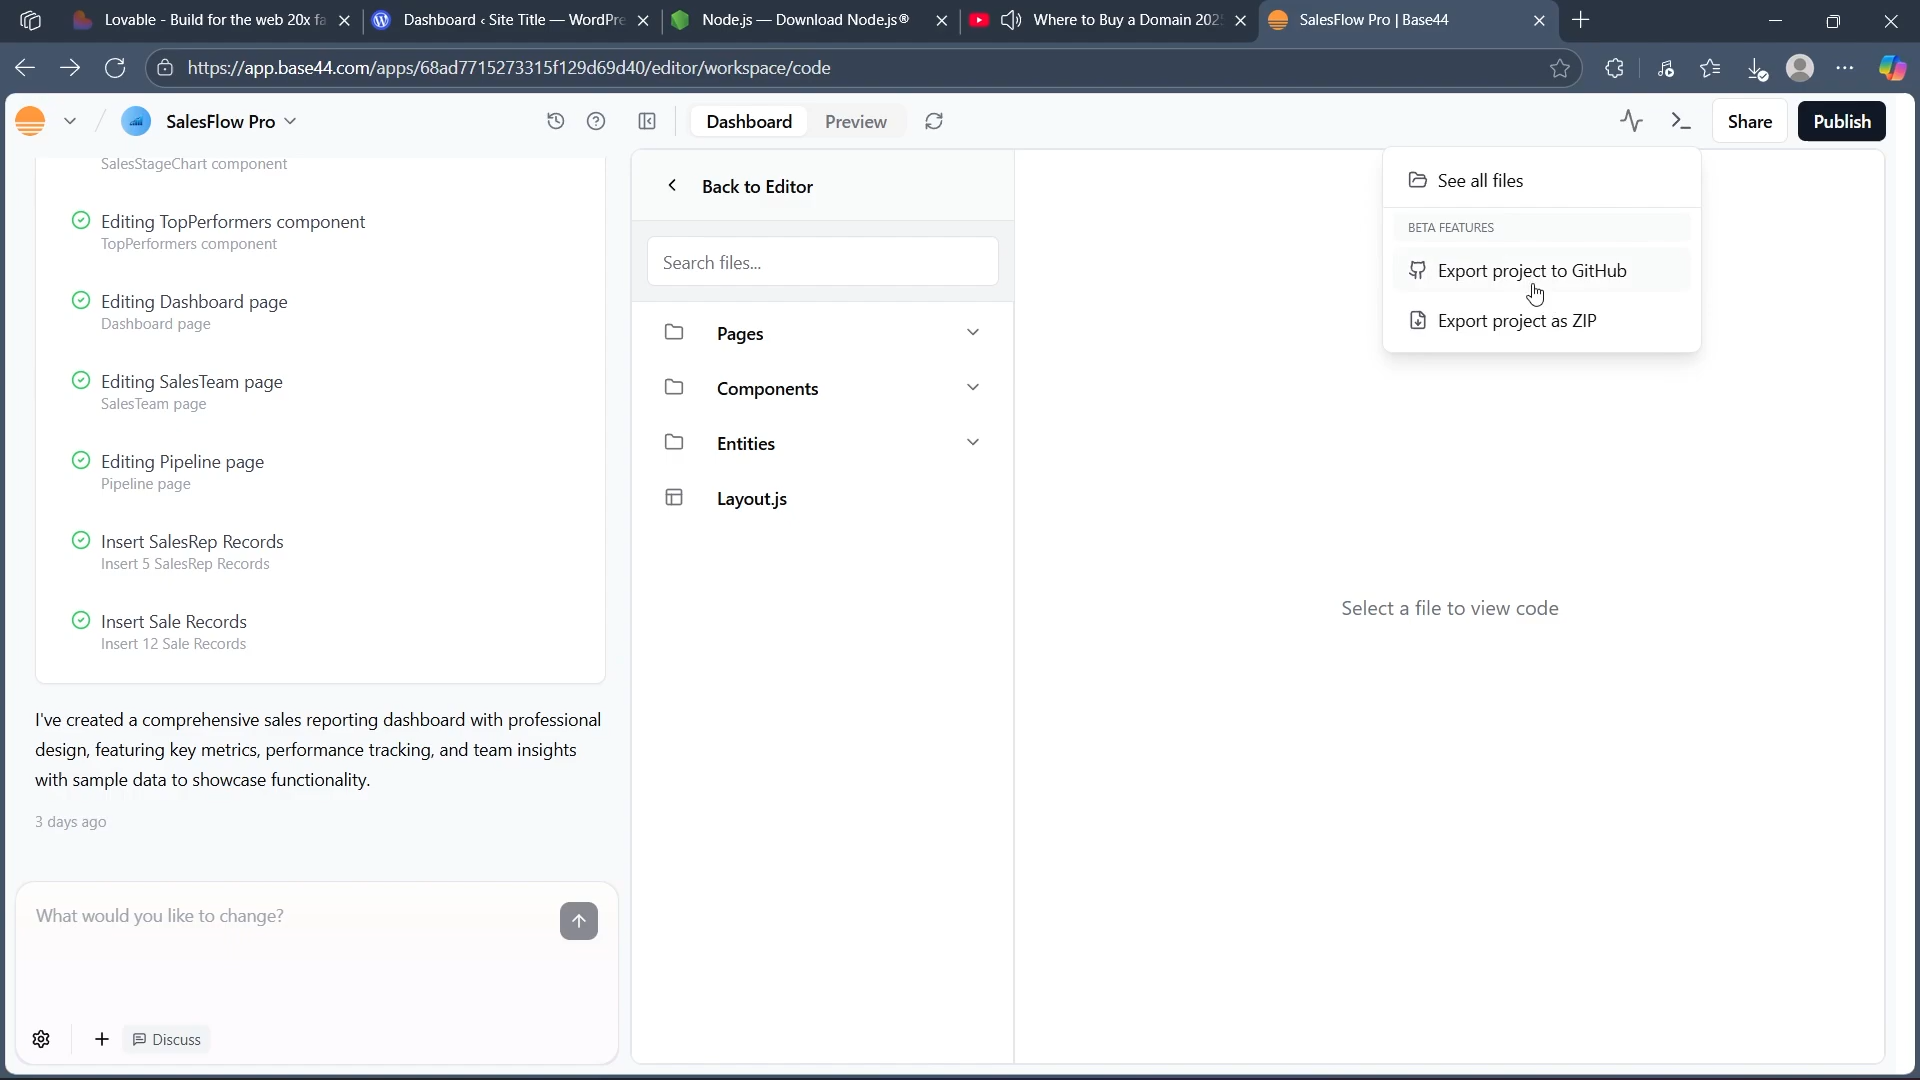 Lovable - Build for the web 20x fa
Dashboard ‹ Site Title — WordPre
Node.js — Download Node.js®
Where to Buy a Domain 202
SalesFlow Pro | Base44
https://app.base44.com/apps/68ad7715273315f129d69d40/editor/workspace/code
SalesFlow Pro
Dashboard
Preview
Share
Publish
SalesStageChart component
Editing TopPerformers component
TopPerformers component
Editing Dashboard page
Dashboard page
Editing SalesTeam page
SalesTeam page
Editing Pipeline page
Pipeline page
Insert SalesRep Records
Insert 5 SalesRep Records
Insert Sale Records
Insert 12 Sale Records
I've created a comprehensive sales reporting dashboard with professional
design, featuring key metrics, performance tracking, and team insights
with sample data to showcase functionality.
3 days ago
What would you like to change?
Discuss
Back to Editor
Search files...
Pages
Components
Entities
Layout.js
See all files
BETA FEATURES
Export project to GitHub
Export project as ZIP
Select a file to view code